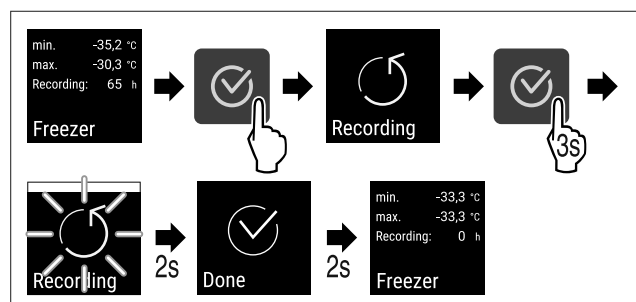 min. -35,2 °C
max. -30,3 °C
Recording: 65 h
Freezer
Recording
3s
Recording
2s
Done
2s
min. -33,3 °C
max. -33,3 °C
Recording: 0 h
Freezer